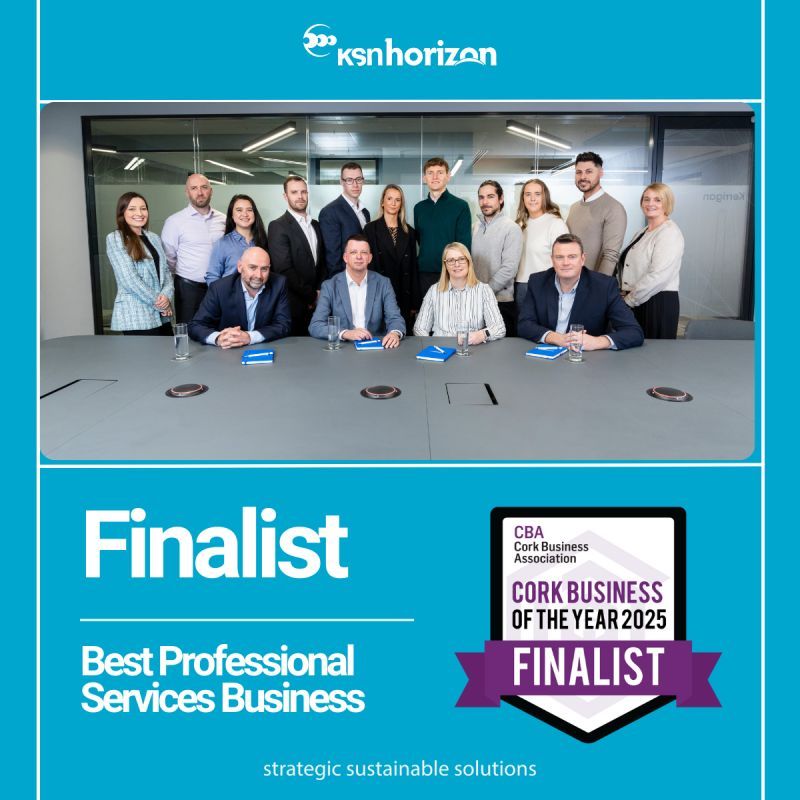 KSNhorizon
Kerrigan
Finalist
Best Professional
Services Business
CBA
Cork Business
Association
CORK BUSINESS
OF THE YEAR 2025
FINALIST
strategic sustainable solutions